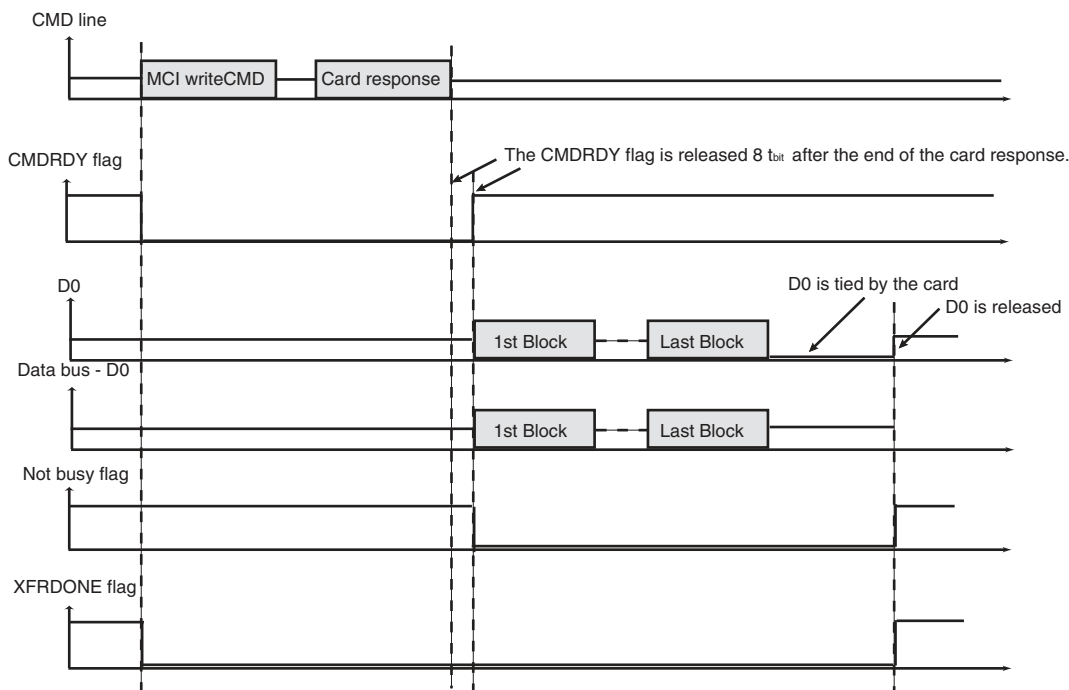 CMD line
MCI writeCMD
Card response
CMDRDY flag
The CMDRDY flag is released 8 tbit after the end of the card response.
D0
D0 is tied by the card
D0 is released
1st Block
Last Block
Data bus - D0
1st Block
Last Block
Not busy flag
XFRDONE flag